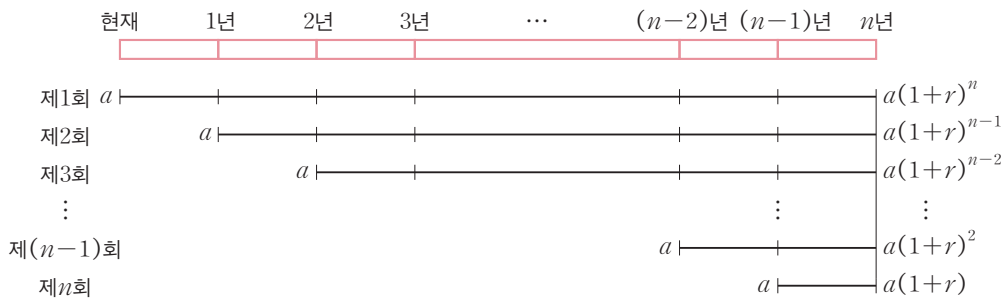 현재 1년 2년 3년 ⋯ (n-2)년 (n-1)년 n년
제1회 a a(1+r)^n
제2회 a a(1+r)^{n-1}
제3회 a a(1+r)^{n-2}
⋮ ⋮ ⋮
제(n-1)회 a a(1+r)^2
제n회 a a(1+r)